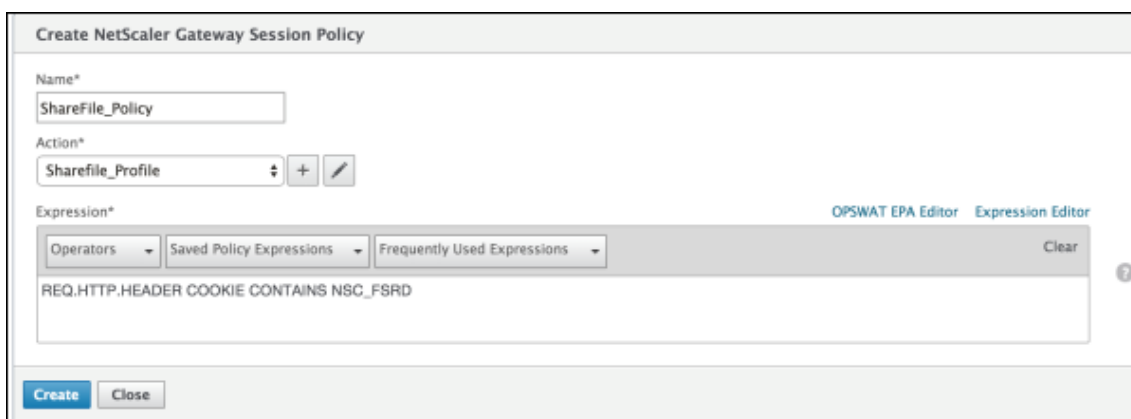 Create NetScaler Gateway Session Policy
Name*
ShareFile_Policy
Action*
Sharefile_Profile +
Expression* OPSWAT EPA Editor Expression Editor
Operators Saved Policy Expressions Frequently Used Expressions Clear
?
REQ.HTTP.HEADER COOKIE CONTAINS NSC_FSRD
Create Close